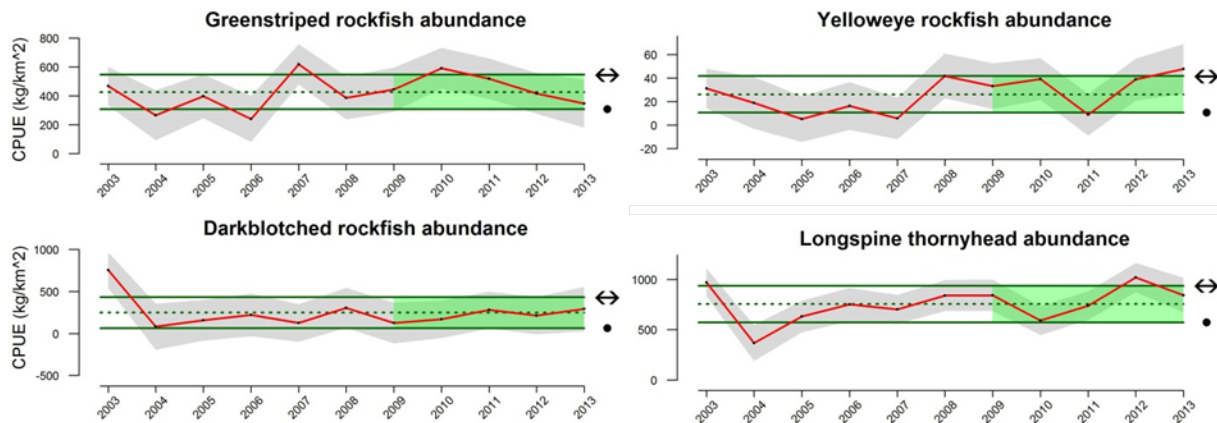 Greenstriped rockfish abundance
CPUE (kg/km^2)
800
600
400
200
0
2003 2004 2005 2006 2007 2008 2009 2010 2011 2012 2013
Yelloweye rockfish abundance
60
40
20
0
-20
2003 2004 2005 2006 2007 2008 2009 2010 2011 2012 2013
Darkblotched rockfish abundance
CPUE (kg/km^2)
1000
500
0
-500
2003 2004 2005 2006 2007 2008 2009 2010 2011 2012 2013
Longspine thornyhead abundance
1000
500
0
2003 2004 2005 2006 2007 2008 2009 2010 2011 2012 2013